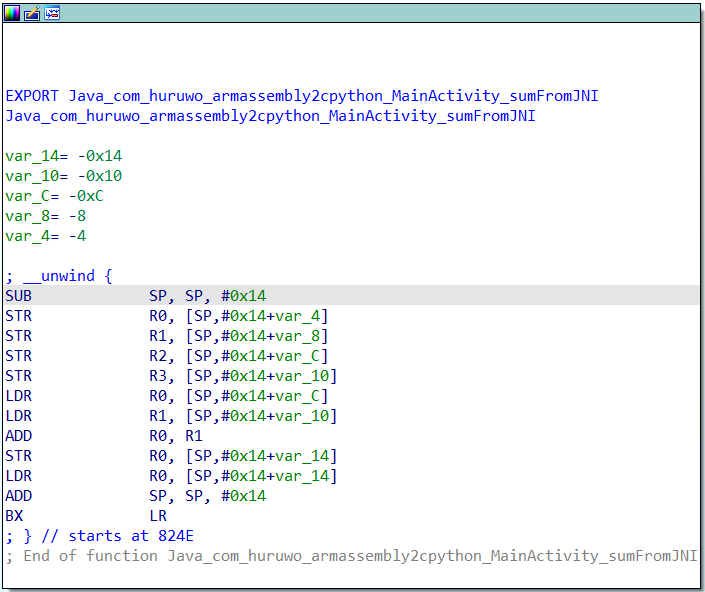 EXPORT Java_com_huruwo_armassembly2cpython_MainActivity_sumFromJNI
Java_com_huruwo_armassembly2cpython_MainActivity_sumFromJNI
var_14= -0x14
var_10= -0x10
var_C= -0xC
var_8= -8
var_4= -4
; __unwind {
SUB SP, SP, #0x14
STR R0, [SP,#0x14+var_4]
STR R1, [SP,#0x14+var_8]
STR R2, [SP,#0x14+var_C]
STR R3, [SP,#0x14+var_10]
LDR R0, [SP,#0x14+var_C]
LDR R1, [SP,#0x14+var_10]
ADD R0, R1
STR R0, [SP,#0x14+var_14]
LDR R0, [SP,#0x14+var_14]
ADD SP, SP, #0x14
BX LR
; } // starts at 824E
; End of function Java_com_huruwo_armassembly2cpython_MainActivity_sumFromJNI